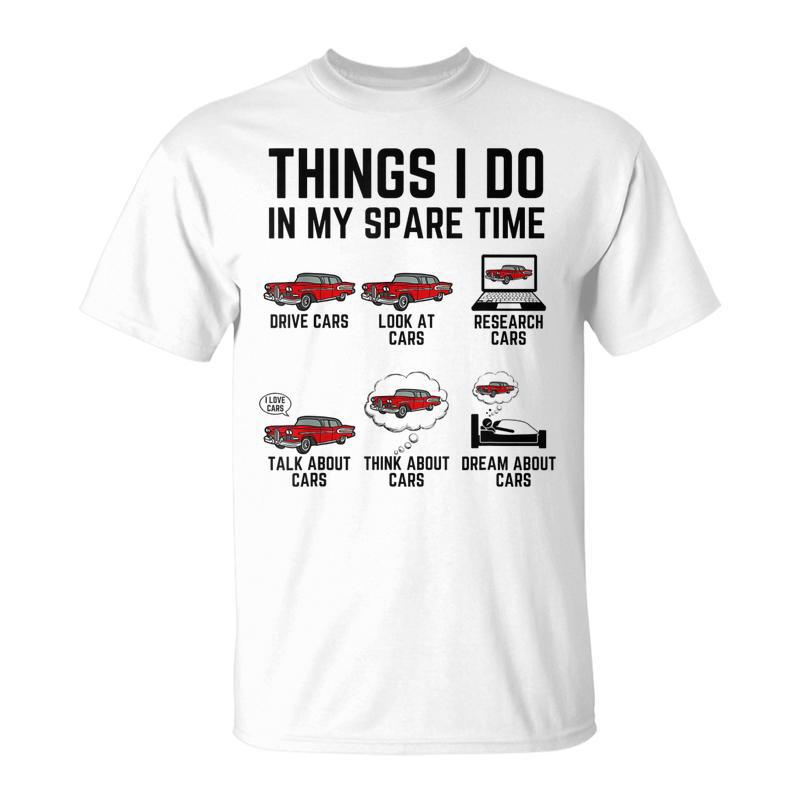 THINGS I DO
IN MY SPARE TIME
DRIVE CARS
LOOK AT
CARS
RESEARCH
CARS
I LOVE
CARS
TALK ABOUT
CARS
THINK ABOUT
CARS
DREAM ABOUT
CARS